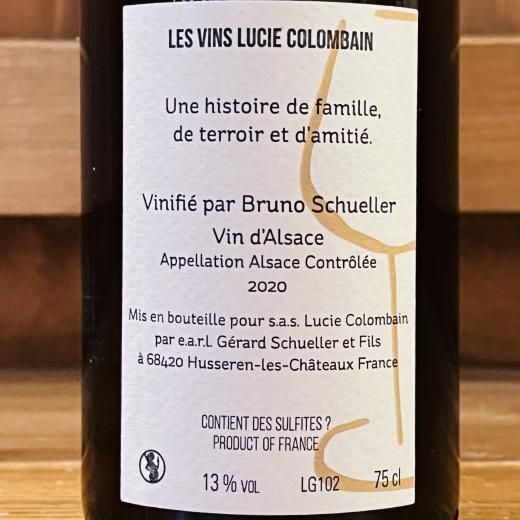 LES VINS LUCIE COLOMBAIN
Une histoire de famille,
de terroir et d'amitié.
Vinifié par Bruno Schueller
Vin d'Alsace
Appellation Alsace Contrôlée
2020
Mis en bouteille pour s.a.s. Lucie Colombain
par e.a.r.l. Gérard Schueller et Fils
à 68420 Husseren-les-Châteaux France
CONTIENT DES SULFITES ?
PRODUCT OF FRANCE
13 % VOL LG102 75 cl